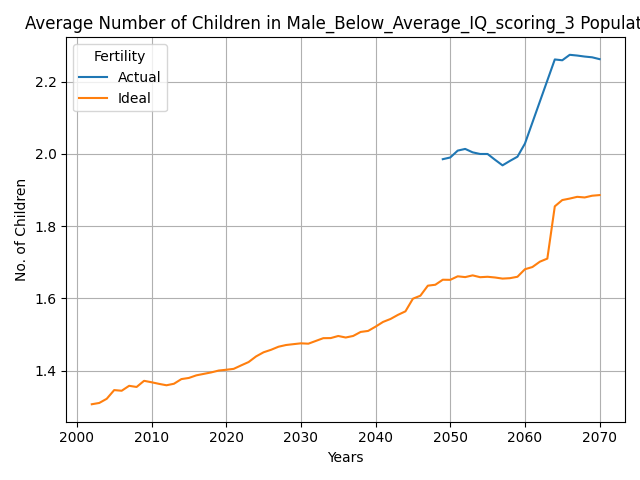 Average Number of Children in Male_Below_Average_IQ_scoring_3 Populat
Fertility
Actual
Ideal
2.2
2.0
1.8
1.6
1.4
No. of Children
2000 2010 2020 2030 2040 2050 2060 2070
Years